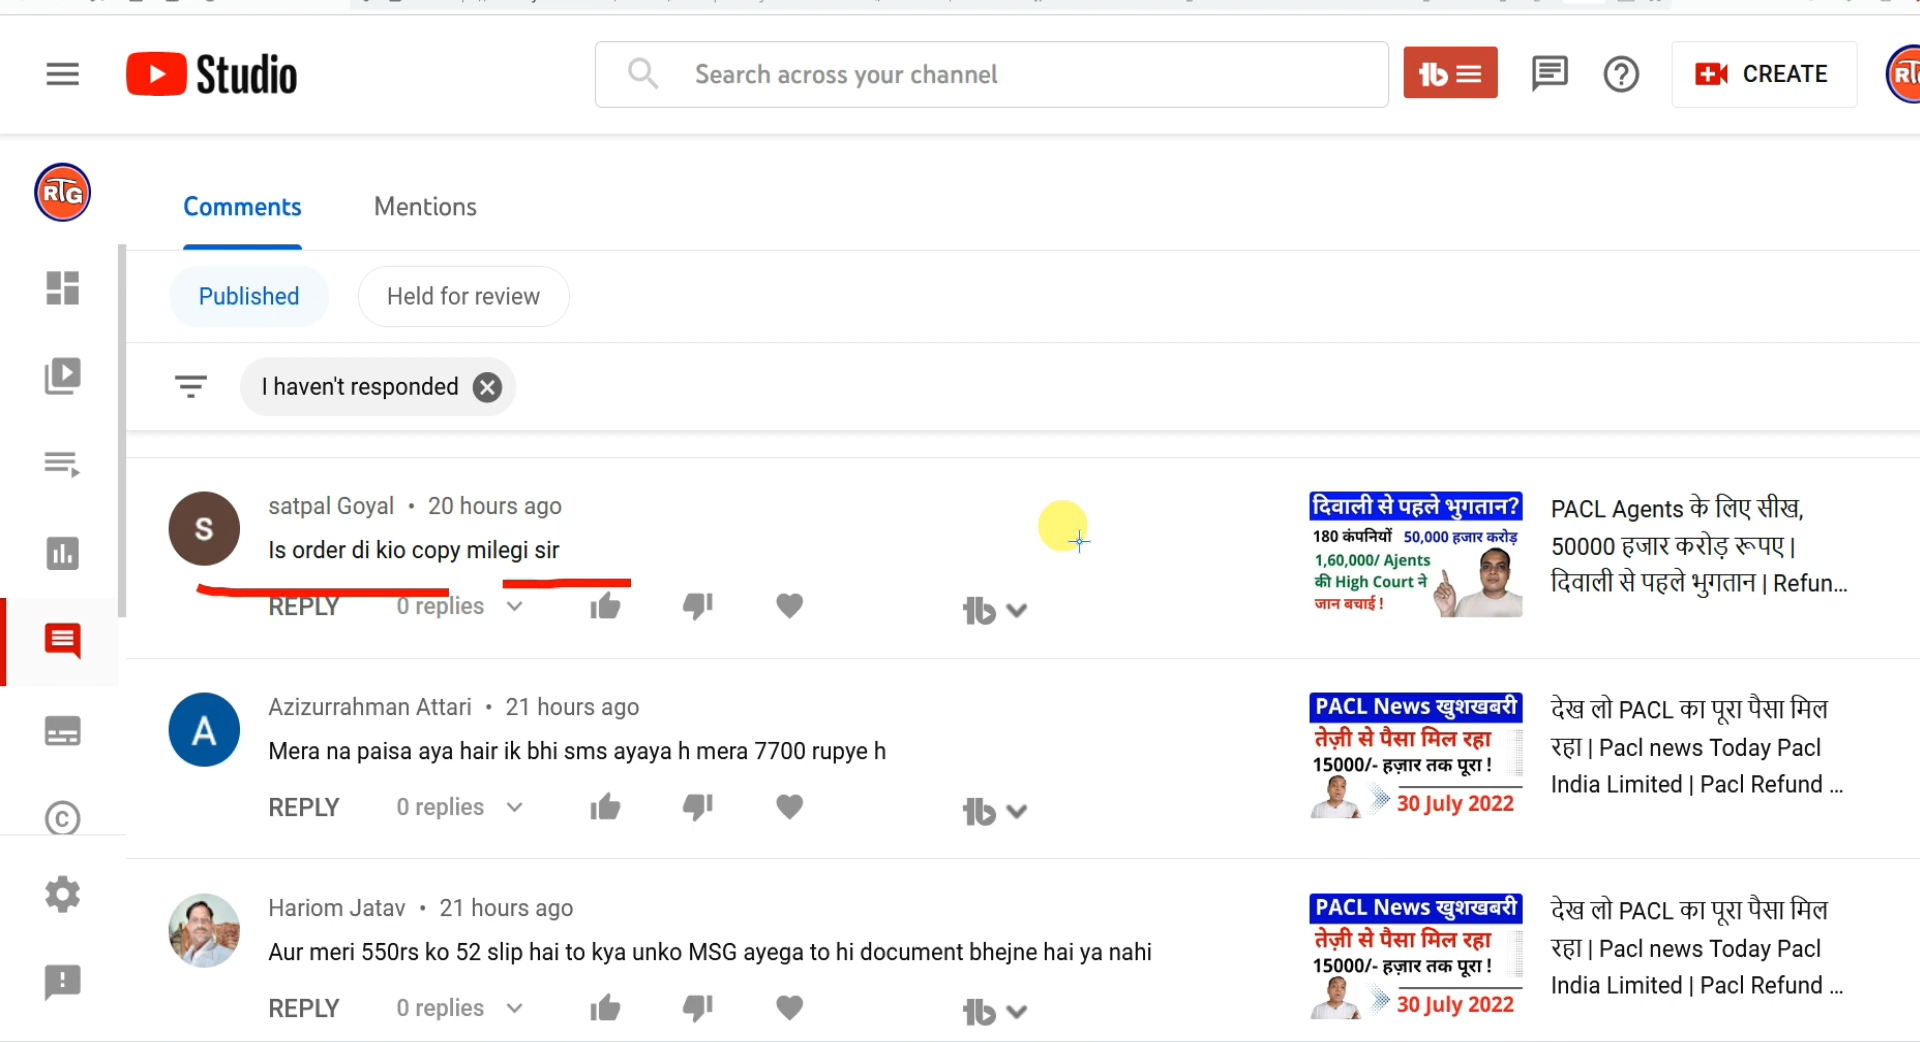 Studio
Search across your channel
CREATE
RTG
Comments
Mentions
Published
Held for review
I haven't responded
S
satpal Goyal • 20 hours ago
Is order di kio copy milegi sir
REPLY
0 replies
दिवाली से पहले भुगतान?
180 कंपनियों 50,000 हजार करोड़
1,60,000/ Ajents
की High Court ने
जान बचाई !
PACL Agents के लिए सीख,
50000 हजार करोड़ रूपए |
दिवाली से पहले भुगतान | Refun...
A
Azizurrahman Attari • 21 hours ago
Mera na paisa aya hair ik bhi sms ayaya h mera 7700 rupye h
REPLY
0 replies
PACL News खुशखबरी
तेज़ी से पैसा मिल रहा
15000/- हज़ार तक पूरा !
30 July 2022
देख लो PACL का पूरा पैसा मिल
रहा | Pacl news Today Pacl
India Limited | Pacl Refund ...
Hariom Jatav • 21 hours ago
Aur meri 550rs ko 52 slip hai to kya unko MSG ayega to hi document bhejne hai ya nahi
REPLY
0 replies
PACL News खुशखबरी
तेज़ी से पैसा मिल रहा
15000/- हज़ार तक पूरा !
30 July 2022
देख लो PACL का पूरा पैसा मिल
रहा | Pacl news Today Pacl
India Limited | Pacl Refund ...